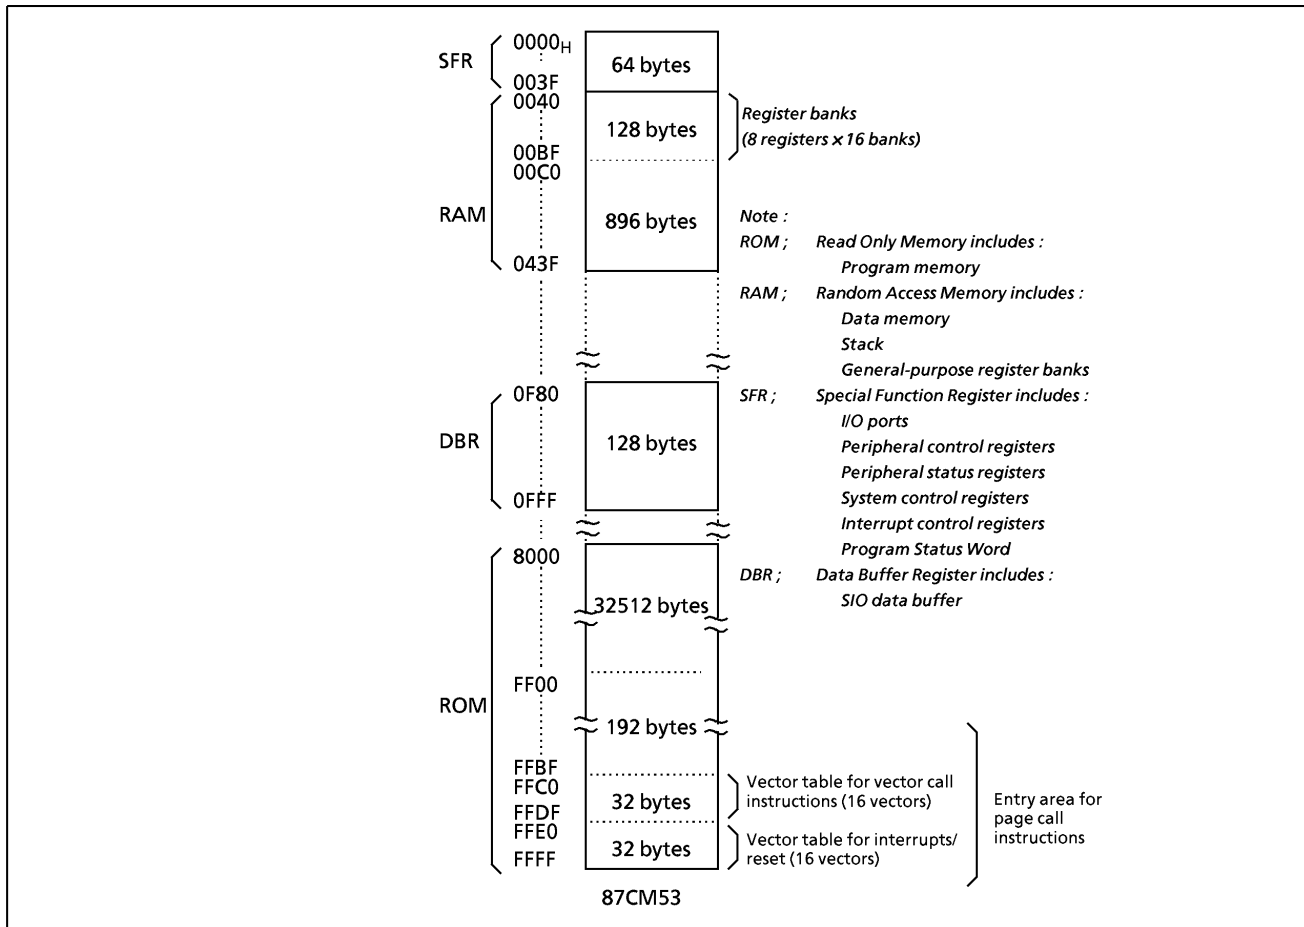 SFR
0000H
003F
64 bytes
RAM
0040
00BF
00C0
043F
128 bytes
896 bytes
Register banks
(8 registers × 16 banks)
Note :
ROM ; Read Only Memory includes :
Program memory
RAM ; Random Access Memory includes :
Data memory
Stack
General-purpose register banks
SFR ; Special Function Register includes :
I/O ports
Peripheral control registers
Peripheral status registers
System control registers
Interrupt control registers
Program Status Word
DBR ; Data Buffer Register includes :
SIO data buffer
DBR
0F80
0FFF
128 bytes
ROM
8000
FF00
FFBF
FFC0
FFDF
FFE0
FFFF
32512 bytes
192 bytes
32 bytes
32 bytes
Vector table for vector call
instructions (16 vectors)
Vector table for interrupts/
reset (16 vectors)
Entry area for
page call
instructions
87CM53